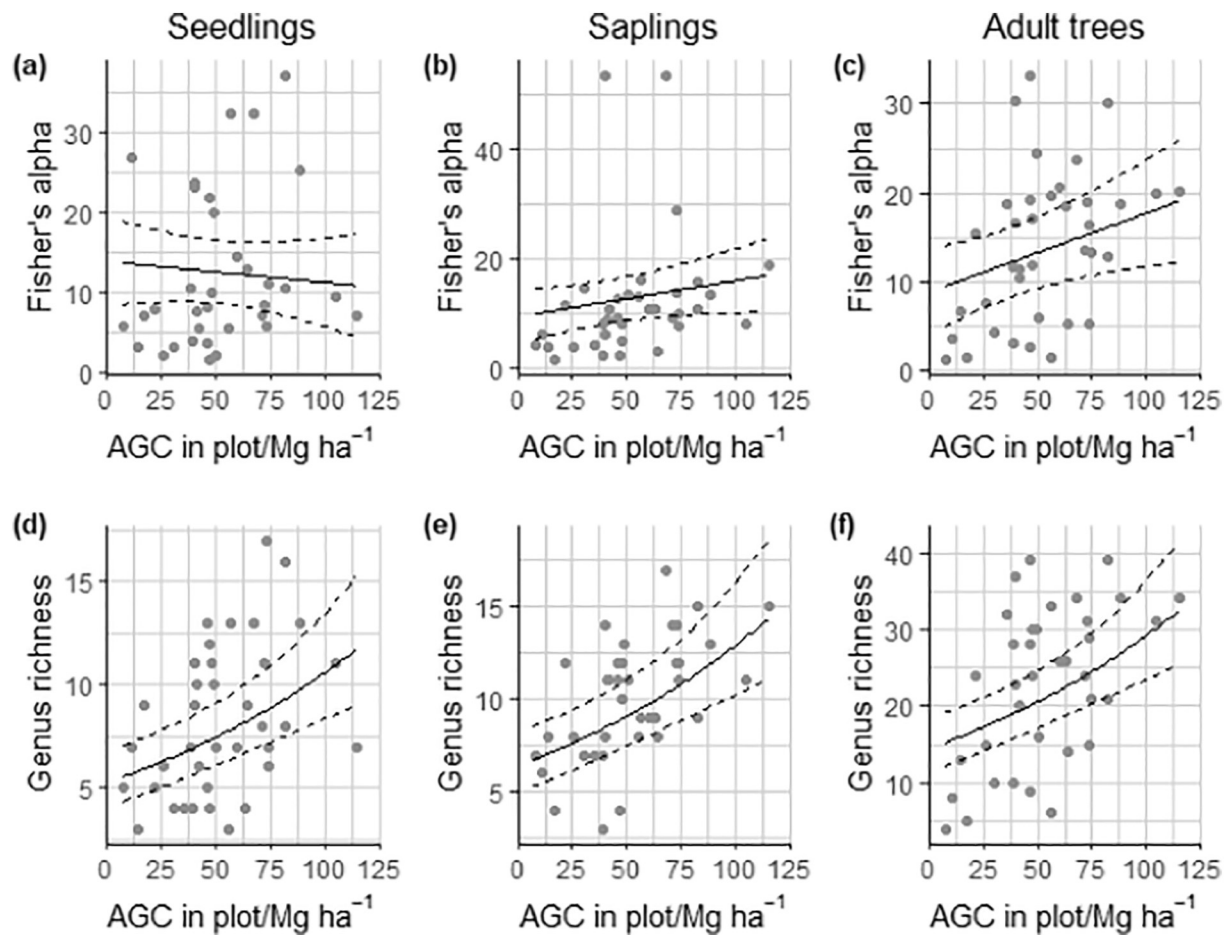 Seedlings Saplings Adult trees
(a) (b) (c)
Fisher's alpha Fisher's alpha Fisher's alpha
30 40 30
20 20 20
10 0 10
0 0
0 25 50 75 100 125 0 25 50 75 100 125 0 25 50 75 100 125
AGC in plot/Mg ha⁻¹ AGC in plot/Mg ha⁻¹ AGC in plot/Mg ha⁻¹
(d) (e) (f)
Genus richness Genus richness Genus richness
15 15 40
10 10 30
5 5 20
10
0 25 50 75 100 125 0 25 50 75 100 125 0 25 50 75 100 125
AGC in plot/Mg ha⁻¹ AGC in plot/Mg ha⁻¹ AGC in plot/Mg ha⁻¹